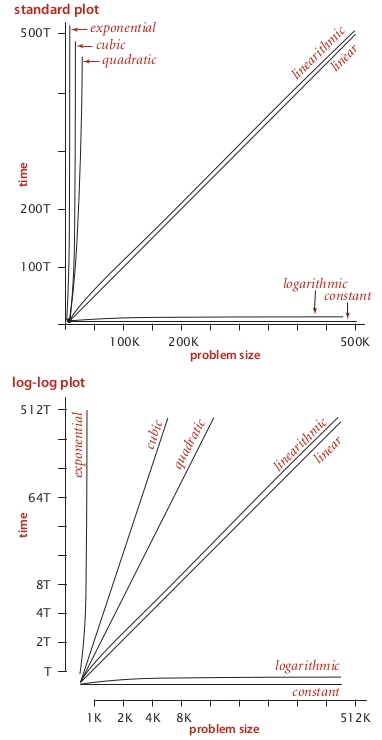 standard plot
500T
exponential
cubic
quadratic
linearithmic
linear
time
200T
100T
logarithmic
constant
100K 200K 500K
problem size
log-log plot
512T
exponential
cubic
quadratic
linearithmic
linear
64T
time
8T
4T
2T
T
logarithmic
constant
1K 2K 4K 8K 512K
problem size